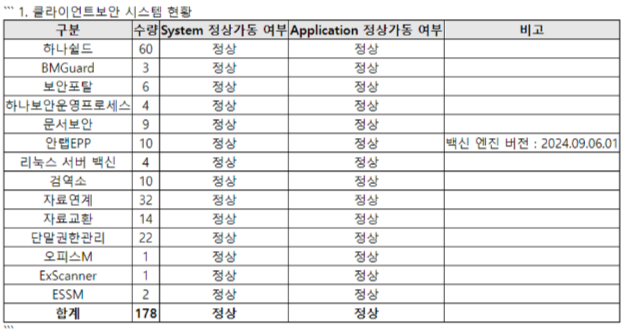 ``` 1. 클라이언트보안 시스템 현황
구분 수량 System 정상가동 여부 Application 정상가동 여부 비고
하나쉴드 60 정상 정상
BMGuard 3 정상 정상
보안포탈 6 정상 정상
하나보안운영프로세스 4 정상 정상
문서보안 9 정상 정상
안랩EPP 10 정상 정상 백신 엔진 버전 : 2024.09.06.01
리눅스 서버 백신 4 정상 정상
검역소 10 정상 정상
자료연계 32 정상 정상
자료교환 14 정상 정상
단말권한관리 22 정상 정상
오피스M 1 정상 정상
ExScanner 1 정상 정상
ESSM 2 정상 정상
합계 178 정상 정상
```